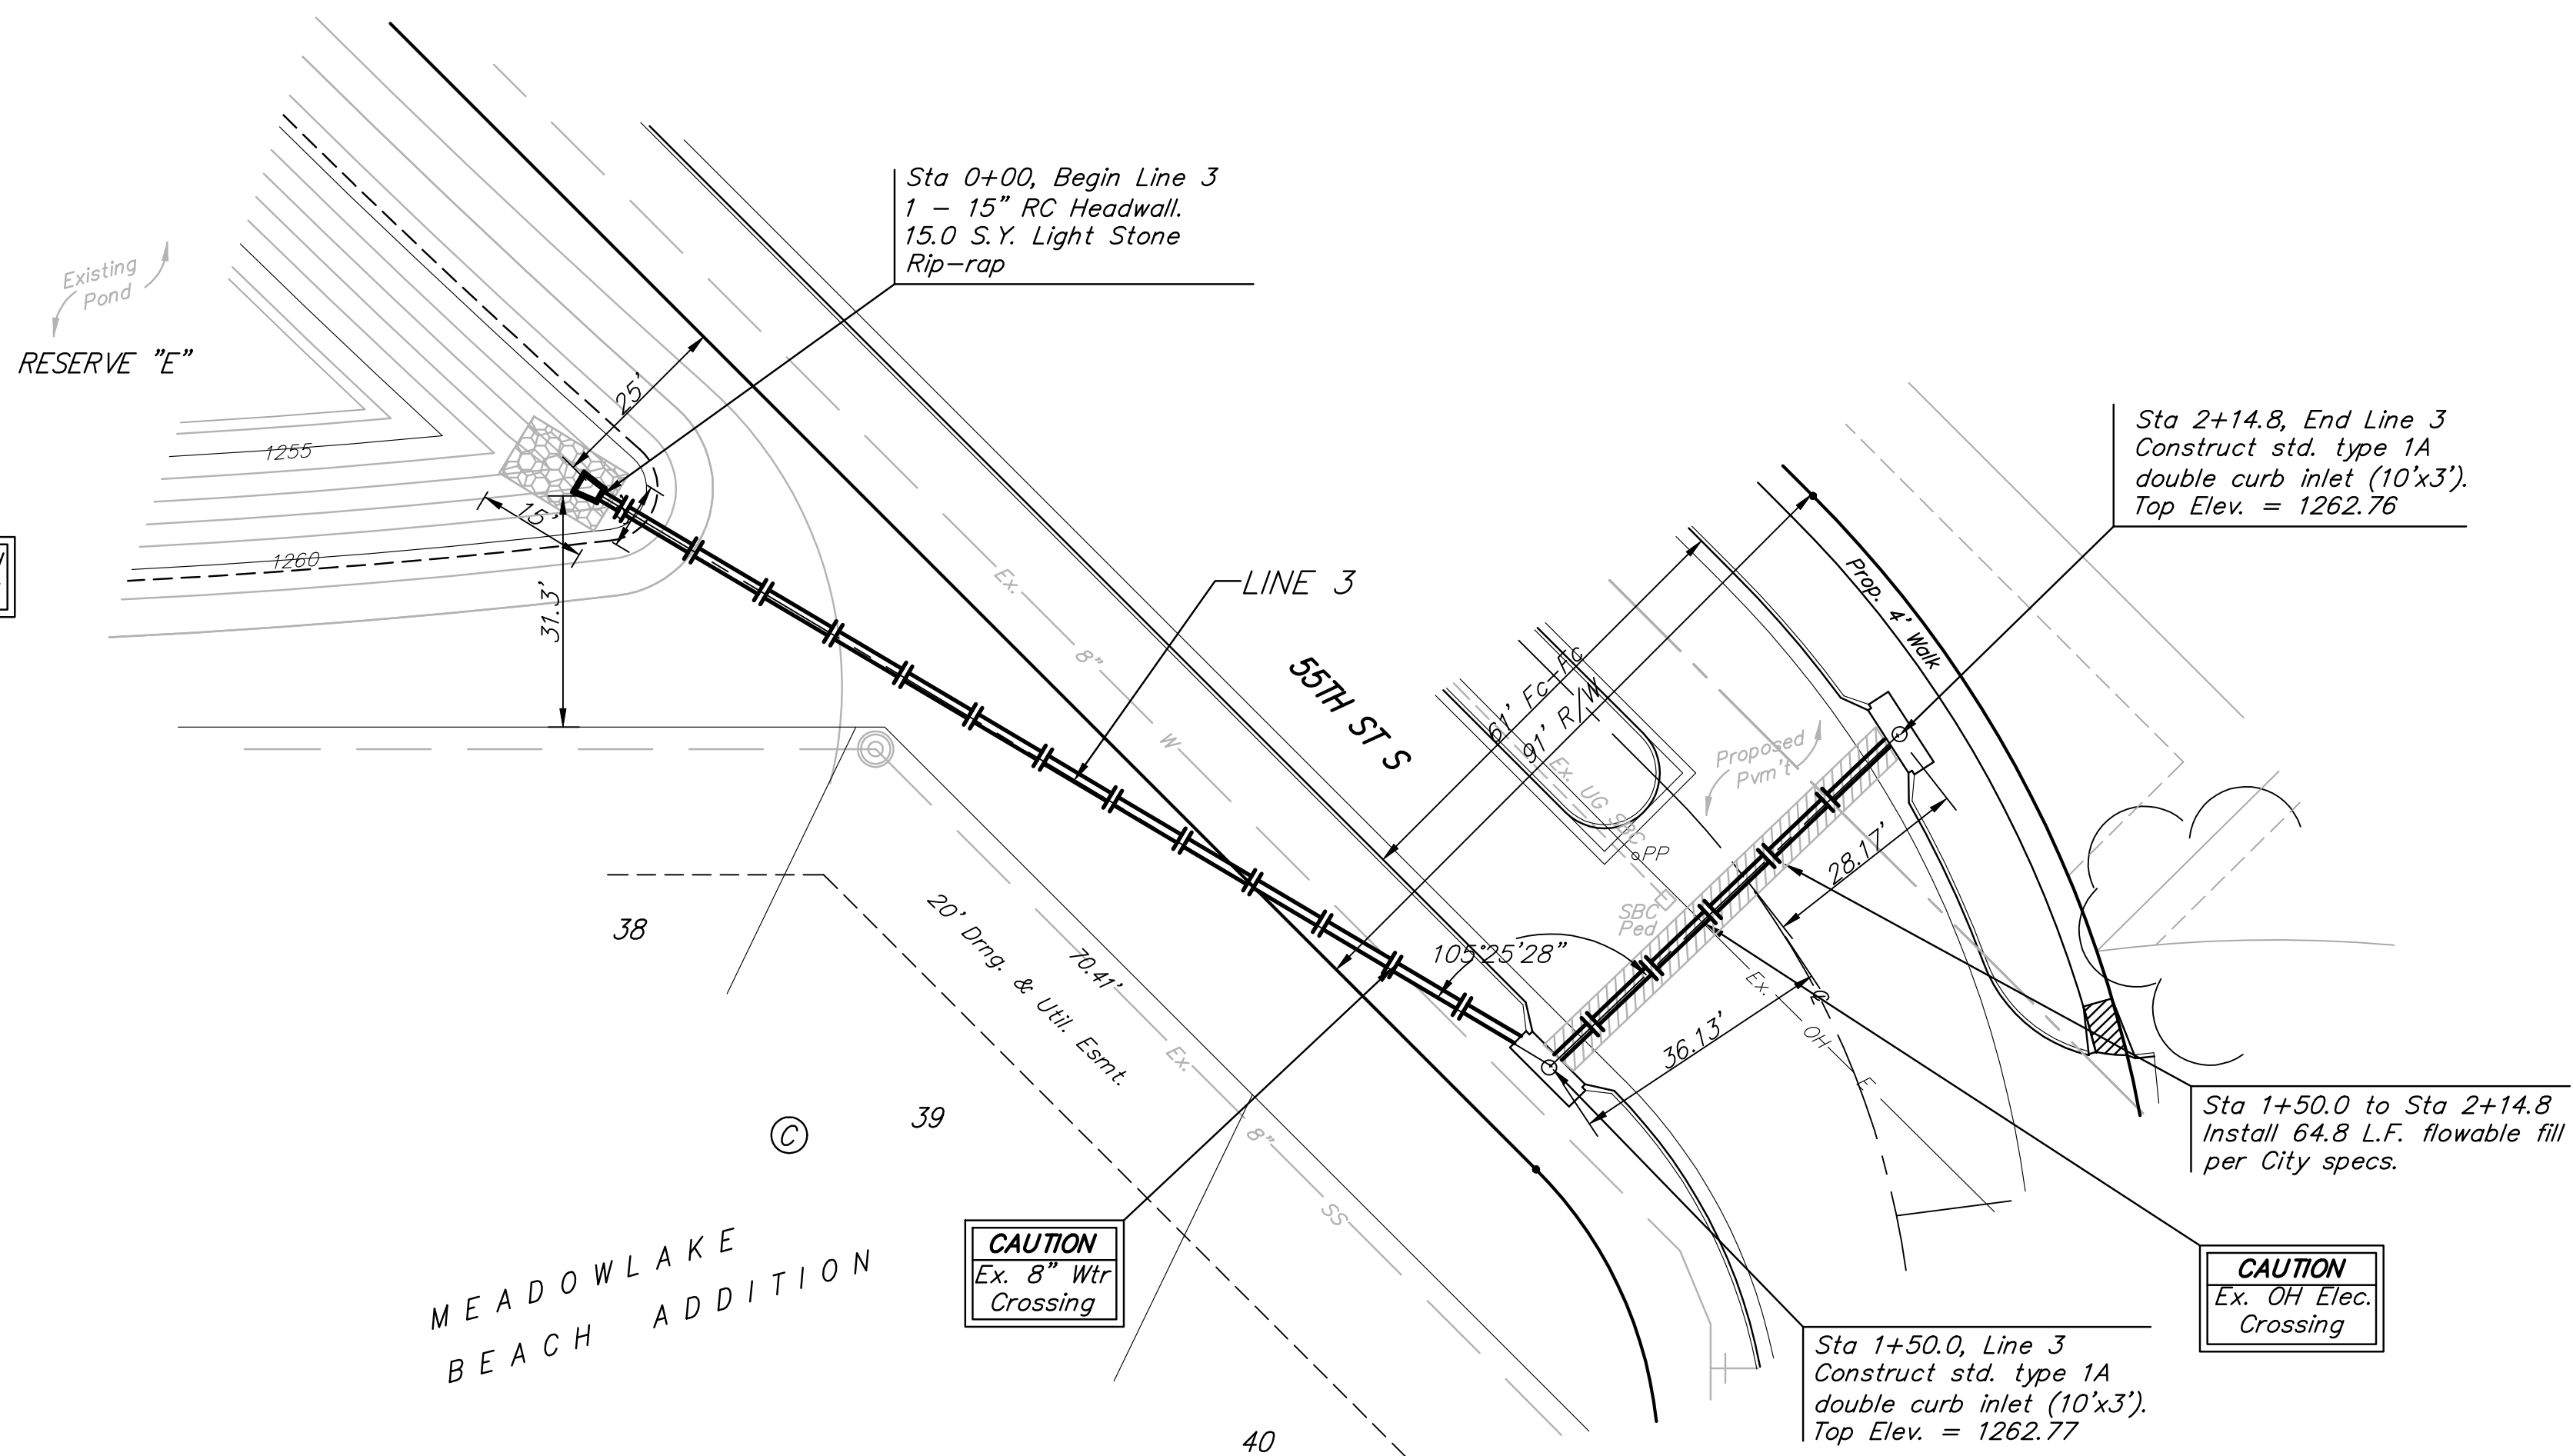 Sta 0+00, Begin Line 3
1 – 15" RC Headwall.
15.0 S.Y. Light Stone
Rip-rap
Existing
Pond
RESERVE "E"
25'
1255
15'
1260
31.3'
Sta 2+14.8, End Line 3
Construct std. type 1A
double curb inlet (10'x3').
Top Elev. = 1262.76
Prop. 4' Walk
LINE 3
Ex.
8"
W
55TH ST S
61' Fc-Fc
91' R/W
Proposed
Pvm't
Ex. UG SBC
PP
E
SBC
Ped
28.17'
105°25'28"
36.13'
Ex.
OH
E
℄
38
20' Drng. & Util. Esmt.
70.41'
Ex.
8"
SS
39
C
40
MEADOWLAKE
BEACH ADDITION
CAUTION
Ex. 8" Wtr
Crossing
Sta 1+50.0 to Sta 2+14.8
Install 64.8 L.F. flowable fill
per City specs.
CAUTION
Ex. OH Elec.
Crossing
Sta 1+50.0, Line 3
Construct std. type 1A
double curb inlet (10'x3').
Top Elev. = 1262.77